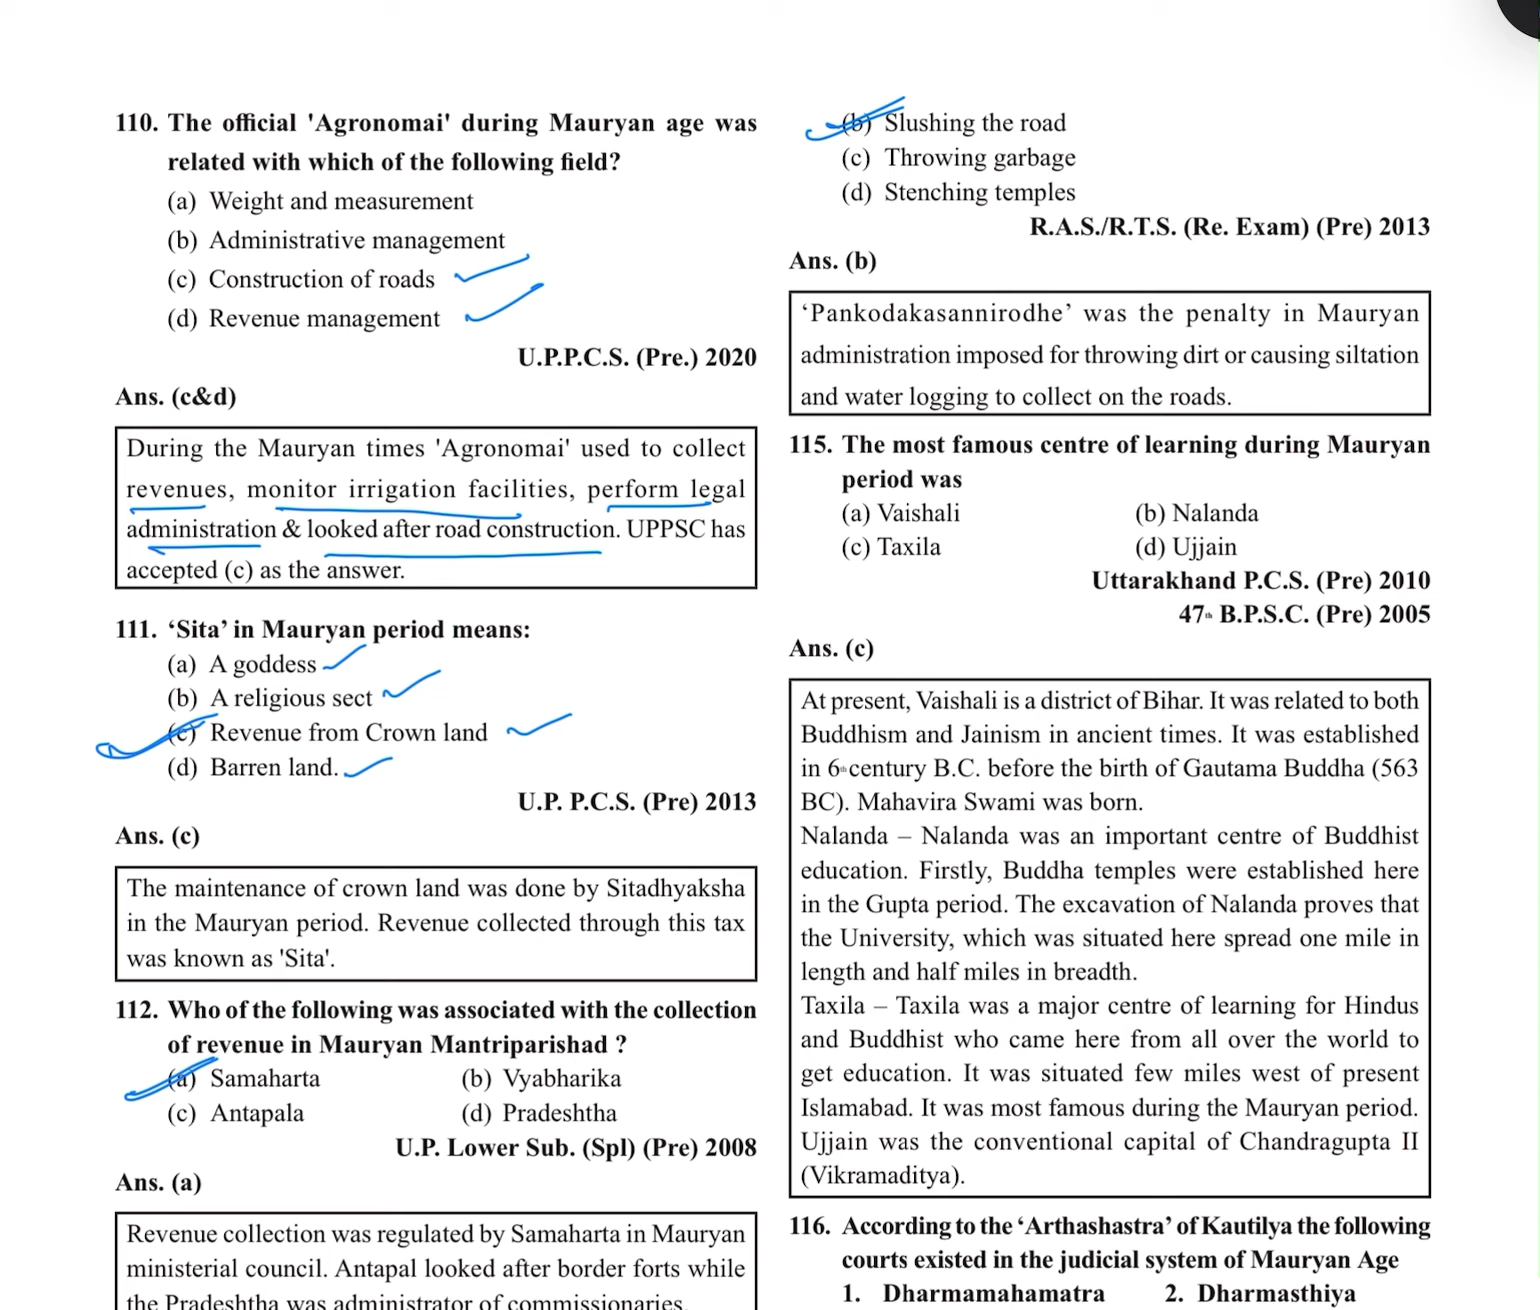 110. The official 'Agronomai' during Mauryan age was
related with which of the following field?
(a) Weight and measurement
(b) Administrative management
(c) Construction of roads
(d) Revenue management
U.P.P.C.S. (Pre.) 2020
Ans. (c&d)
During the Mauryan times 'Agronomai' used to collect
revenues, monitor irrigation facilities, perform legal
administration & looked after road construction. UPPSC has
accepted (c) as the answer.
111. ‘Sita’ in Mauryan period means:
(a) A goddess
(b) A religious sect
(c) Revenue from Crown land
(d) Barren land.
U.P. P.C.S. (Pre) 2013
Ans. (c)
The maintenance of crown land was done by Sitadhyaksha
in the Mauryan period. Revenue collected through this tax
was known as 'Sita'.
112. Who of the following was associated with the collection
of revenue in Mauryan Mantriparishad ?
(a) Samaharta (b) Vyabharika
(c) Antapala (d) Pradeshtha
U.P. Lower Sub. (Spl) (Pre) 2008
Ans. (a)
Revenue collection was regulated by Samaharta in Mauryan
ministerial council. Antapal looked after border forts while
the Pradeshtha was administrator of commissionaries.
(b) Slushing the road
(c) Throwing garbage
(d) Stenching temples
R.A.S./R.T.S. (Re. Exam) (Pre) 2013
Ans. (b)
‘Pankodakasannirodhe’ was the penalty in Mauryan
administration imposed for throwing dirt or causing siltation
and water logging to collect on the roads.
115. The most famous centre of learning during Mauryan
period was
(a) Vaishali (b) Nalanda
(c) Taxila (d) Ujjain
Uttarakhand P.C.S. (Pre) 2010
47th B.P.S.C. (Pre) 2005
Ans. (c)
At present, Vaishali is a district of Bihar. It was related to both
Buddhism and Jainism in ancient times. It was established
in 6th century B.C. before the birth of Gautama Buddha (563
BC). Mahavira Swami was born.
Nalanda – Nalanda was an important centre of Buddhist
education. Firstly, Buddha temples were established here
in the Gupta period. The excavation of Nalanda proves that
the University, which was situated here spread one mile in
length and half miles in breadth.
Taxila – Taxila was a major centre of learning for Hindus
and Buddhist who came here from all over the world to
get education. It was situated few miles west of present
Islamabad. It was most famous during the Mauryan period.
Ujjain was the conventional capital of Chandragupta II
(Vikramaditya).
116. According to the ‘Arthashastra’ of Kautilya the following
courts existed in the judicial system of Mauryan Age
1. Dharmamahamatra 2. Dharmasthiya